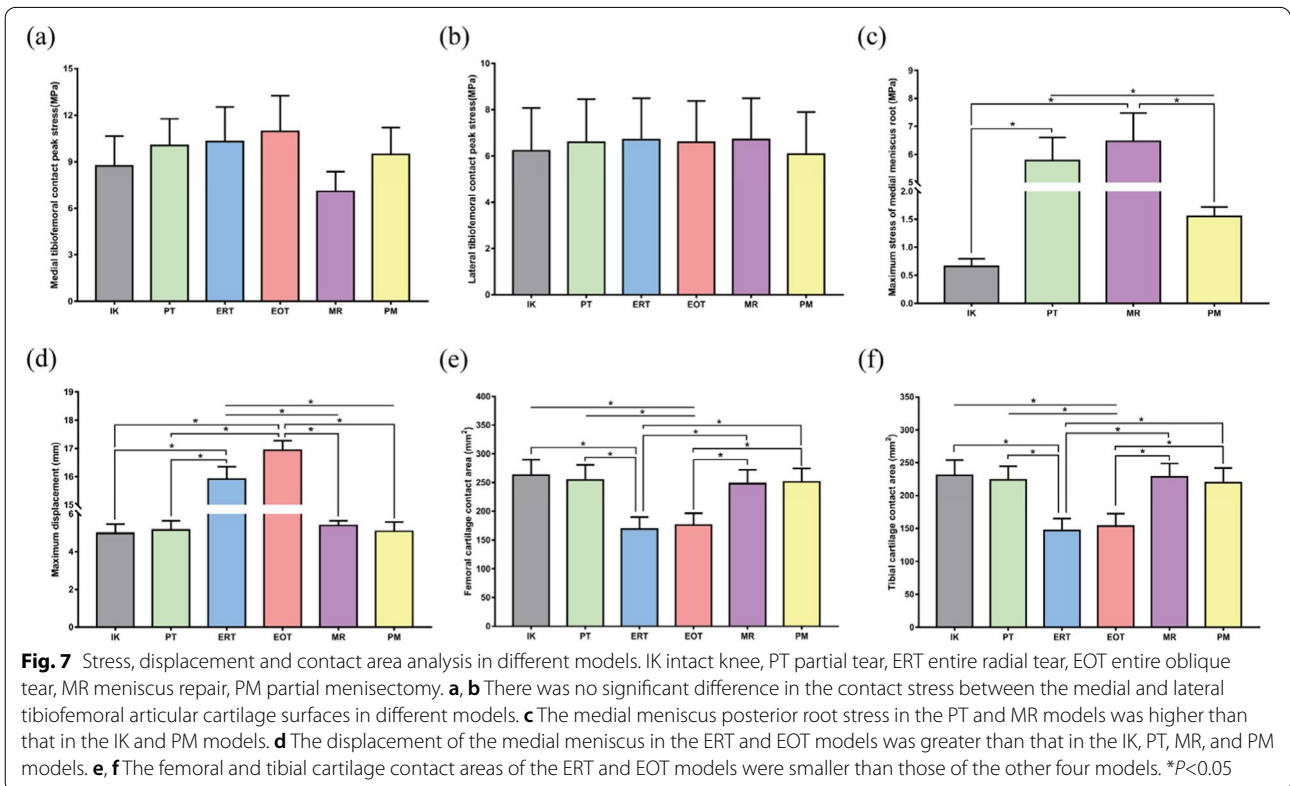 (a)
Medial tibiofemoral contact peak stress(MPa)
15
12
9
6
3
0
IK PT ERT EOT MR PM
(b)
Lateral tibiofemoral contact peak stress(MPa)
10
8
6
4
2
0
IK PT ERT EOT MR PM
(c)
Maximum stress of medial meniscus root (MPa)
9
8
7
6
5
2.0
1.5
1.0
0.5
0.0
* * * *
IK PT MR PM
(d)
Maximum displacement (mm)
19
18
17
16
15
6
4
2
0
* * * * * * * *
IK PT ERT EOT MR PM
(e)
Femoral cartilage contact area (mm²)
400
350
300
250
200
150
100
50
0
* * * * * * * *
IK PT ERT EOT MR PM
(f)
Tibial cartilage contact area (mm²)
350
300
250
200
150
100
50
0
* * * * * * * *
IK PT ERT EOT MR PM
Fig. 7 Stress, displacement and contact area analysis in different models. IK intact knee, PT partial tear, ERT entire radial tear, EOT entire oblique
tear, MR meniscus repair, PM partial menisectomy. a, b There was no significant difference in the contact stress between the medial and lateral
tibiofemoral articular cartilage surfaces in different models. c The medial meniscus posterior root stress in the PT and MR models was higher than
that in the IK and PM models. d The displacement of the medial meniscus in the ERT and EOT models was greater than that in the IK, PT, MR, and PM
models. e, f The femoral and tibial cartilage contact areas of the ERT and EOT models were smaller than those of the other four models. *P<0.05